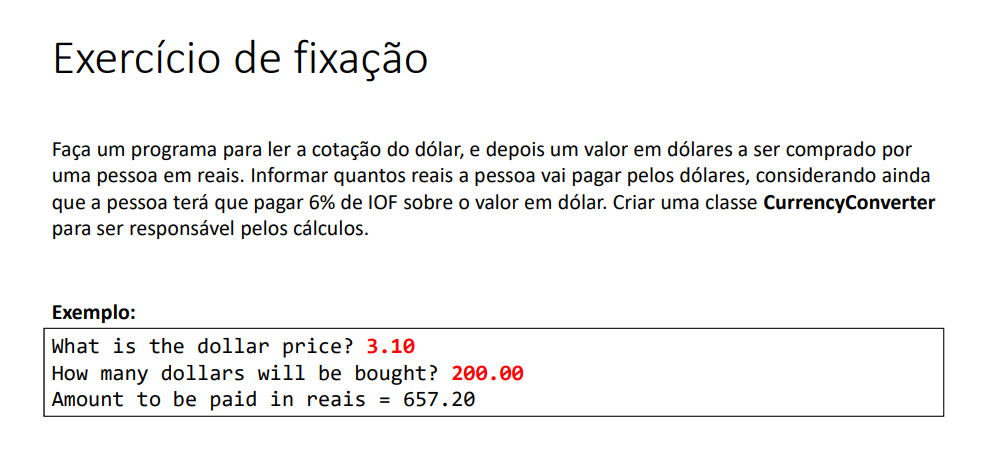 Exercício de fixação
Faça um programa para ler a cotação do dólar, e depois um valor em dólares a ser comprado por
uma pessoa em reais. Informar quantos reais a pessoa vai pagar pelos dólares, considerando ainda
que a pessoa terá que pagar 6% de IOF sobre o valor em dólar. Criar uma classe CurrencyConverter
para ser responsável pelos cálculos.
Exemplo:
What is the dollar price? 3.10
How many dollars will be bought? 200.00
Amount to be paid in reais = 657.20